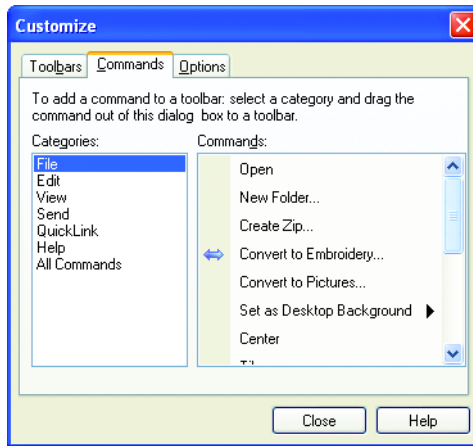 Customize
Toolbars Commands Options
To add a command to a toolbar: select a category and drag the
command out of this dialog box to a toolbar.
Categories: Commands:
File
Edit
View
Send
QuickLink
Help
All Commands
Open
New Folder...
Create Zip...
Convert to Embroidery...
Convert to Pictures...
Set as Desktop Background
Center
Close Help